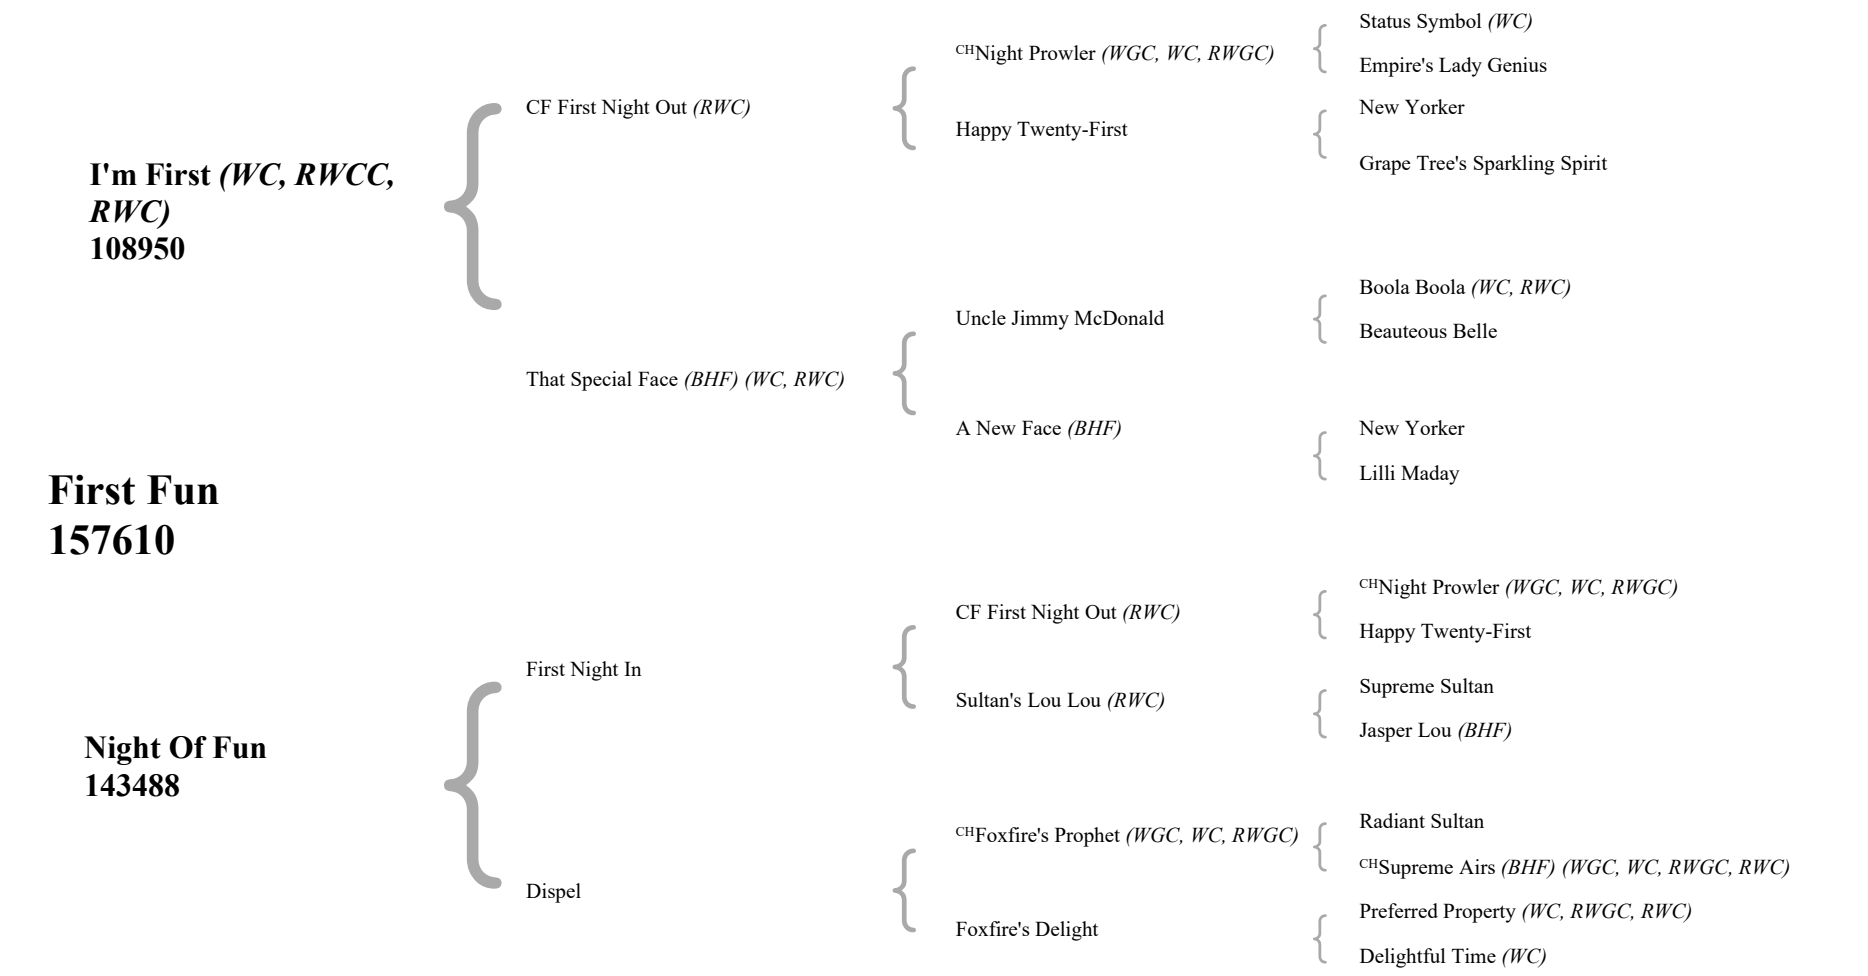 Status Symbol (WC)
CHNight Prowler (WGC, WC, RWGC)
Empire's Lady Genius
CF First Night Out (RWC)
New Yorker
Happy Twenty-First
Grape Tree's Sparkling Spirit
I'm First (WC, RWCC,
RWC)
108950
Boola Boola (WC, RWC)
Uncle Jimmy McDonald
Beauteous Belle
That Special Face (BHF) (WC, RWC)
A New Face (BHF)
New Yorker
Lilli Maday
First Fun
157610
CHNight Prowler (WGC, WC, RWGC)
CF First Night Out (RWC)
Happy Twenty-First
First Night In
Supreme Sultan
Sultan's Lou Lou (RWC)
Jasper Lou (BHF)
Night Of Fun
143488
Radiant Sultan
CHFoxfire's Prophet (WGC, WC, RWGC)
CHSupreme Airs (BHF) (WGC, WC, RWGC, RWC)
Dispel
Preferred Property (WC, RWGC, RWC)
Foxfire's Delight
Delightful Time (WC)